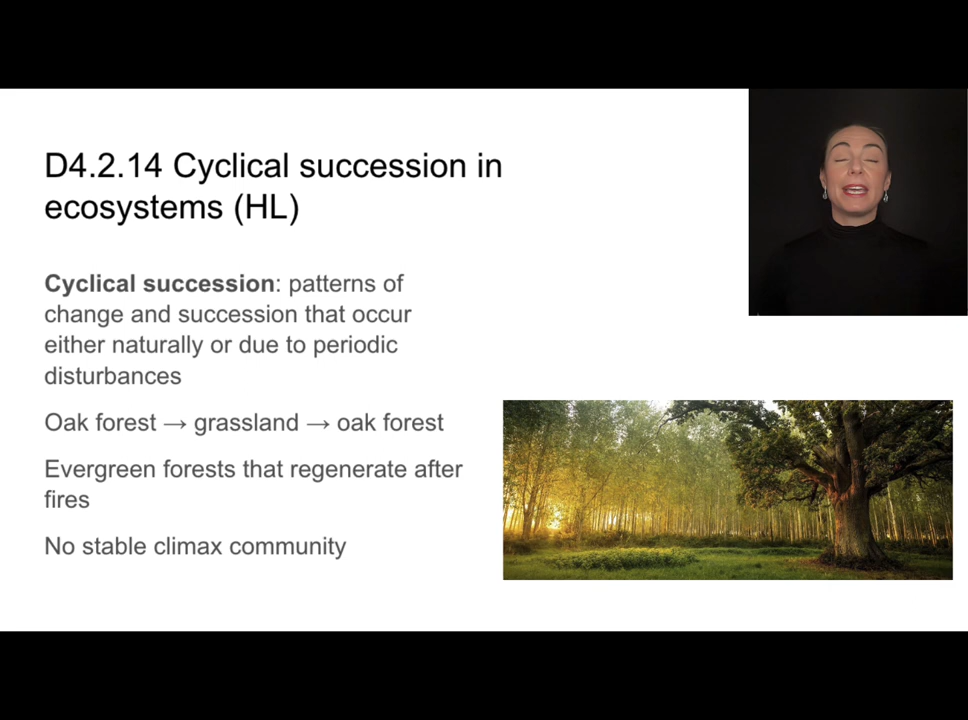 D4.2.14 Cyclical succession in
ecosystems (HL)
Cyclical succession: patterns of
change and succession that occur
either naturally or due to periodic
disturbances
Oak forest → grassland → oak forest
Evergreen forests that regenerate after
fires
No stable climax community